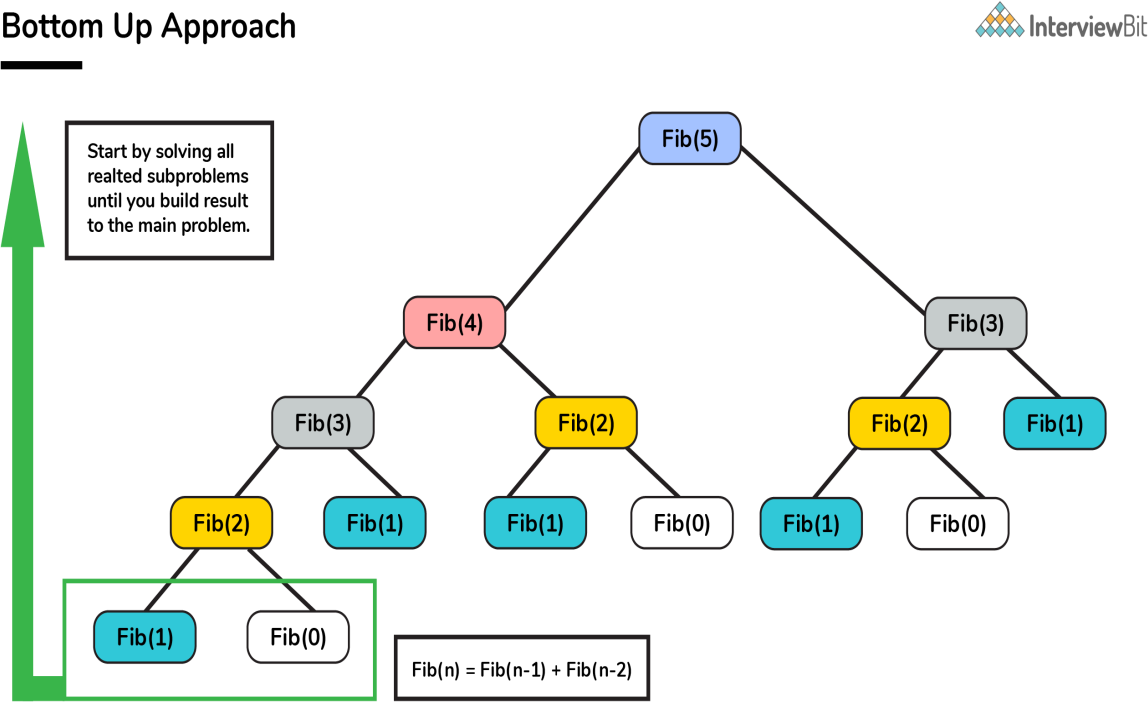 Bottom Up Approach
InterviewBit
Start by solving all
realted subproblems
until you build result
to the main problem.
Fib(5)
Fib(4)
Fib(3)
Fib(3)
Fib(2)
Fib(2)
Fib(1)
Fib(2)
Fib(1)
Fib(1)
Fib(0)
Fib(1)
Fib(0)
Fib(1)
Fib(0)
Fib(n) = Fib(n-1) + Fib(n-2)